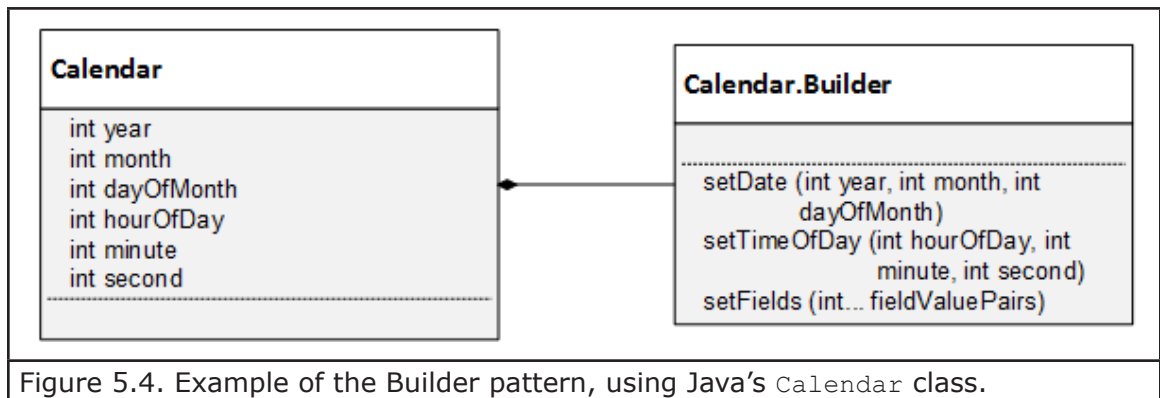 Calendar
int year
int month
int dayOfMonth
int hourOfDay
int minute
int second
Calendar.Builder
setDate (int year, int month, int
dayOfMonth)
setTimeOfDay (int hourOfDay, int
minute, int second)
setFields (int... fieldValuePairs)
Figure 5.4. Example of the Builder pattern, using Java’s Calendar class.